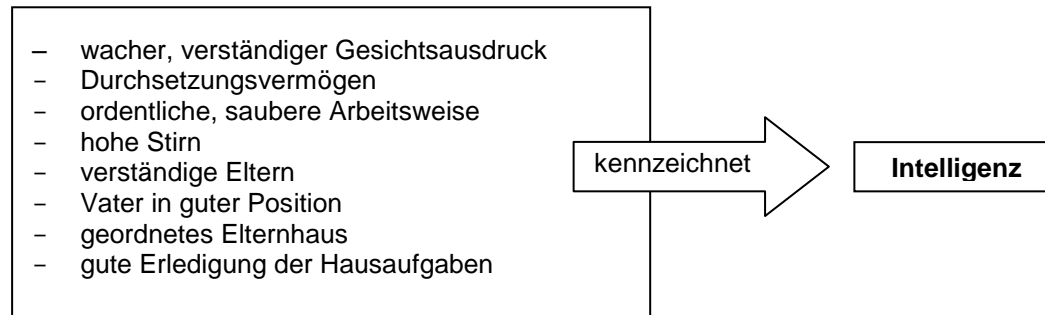 – wacher, verständiger Gesichtsausdruck
- Durchsetzungsvermögen
- ordentliche, saubere Arbeitsweise
- hohe Stirn
- verständige Eltern
- Vater in guter Position
- geordnetes Elternhaus
- gute Erledigung der Hausaufgaben
kennzeichnet
Intelligenz